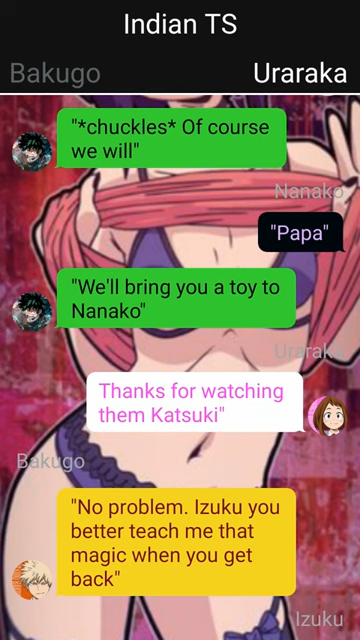 Indian TS
Bakugo
Uraraka
"*chuckles* Of course
we will"
Nanako
"Papa"
"We'll bring you a toy to
Nanako"
Uraraka
Thanks for watching
them Katsuki"
Bakugo
"No problem. Izuku you
better teach me that
magic when you get
back"
Izuku